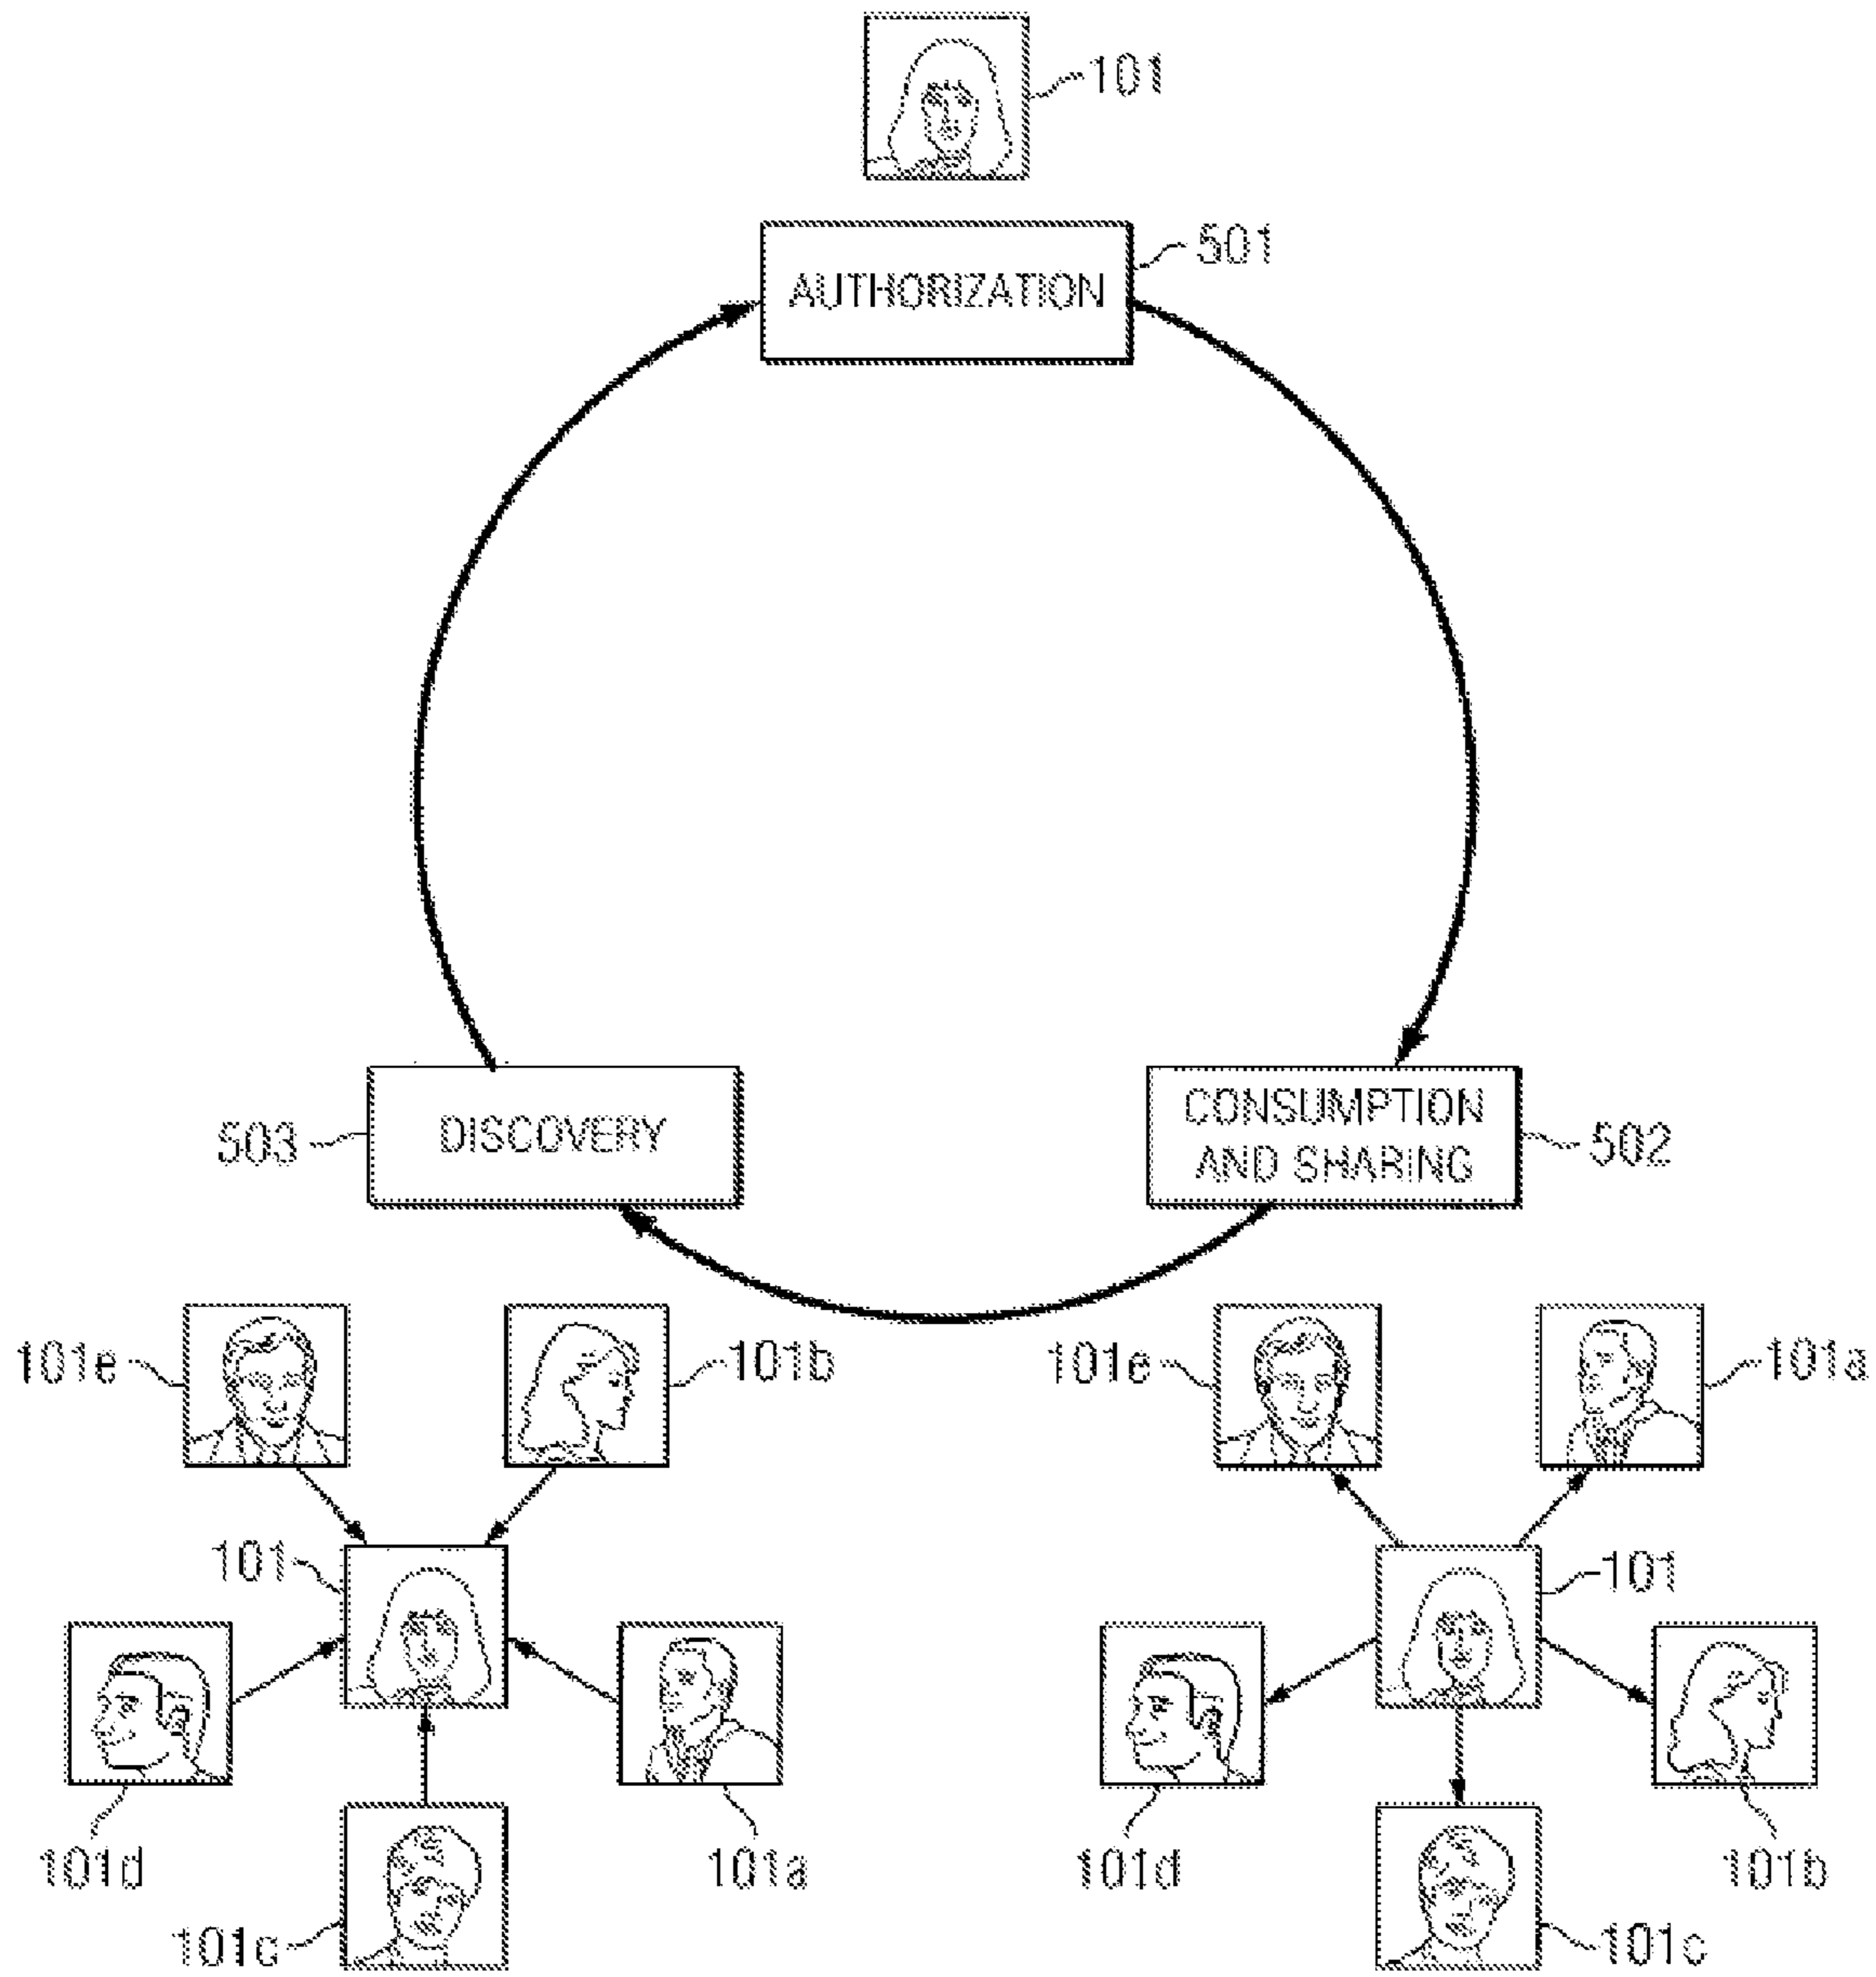 101
501
AUTHORIZATION
503
DISCOVERY
CONSUMPTION
AND SHARING
502
101e
101b
101e
101a
101
101
101d
101a
101d
101b
101c
101c